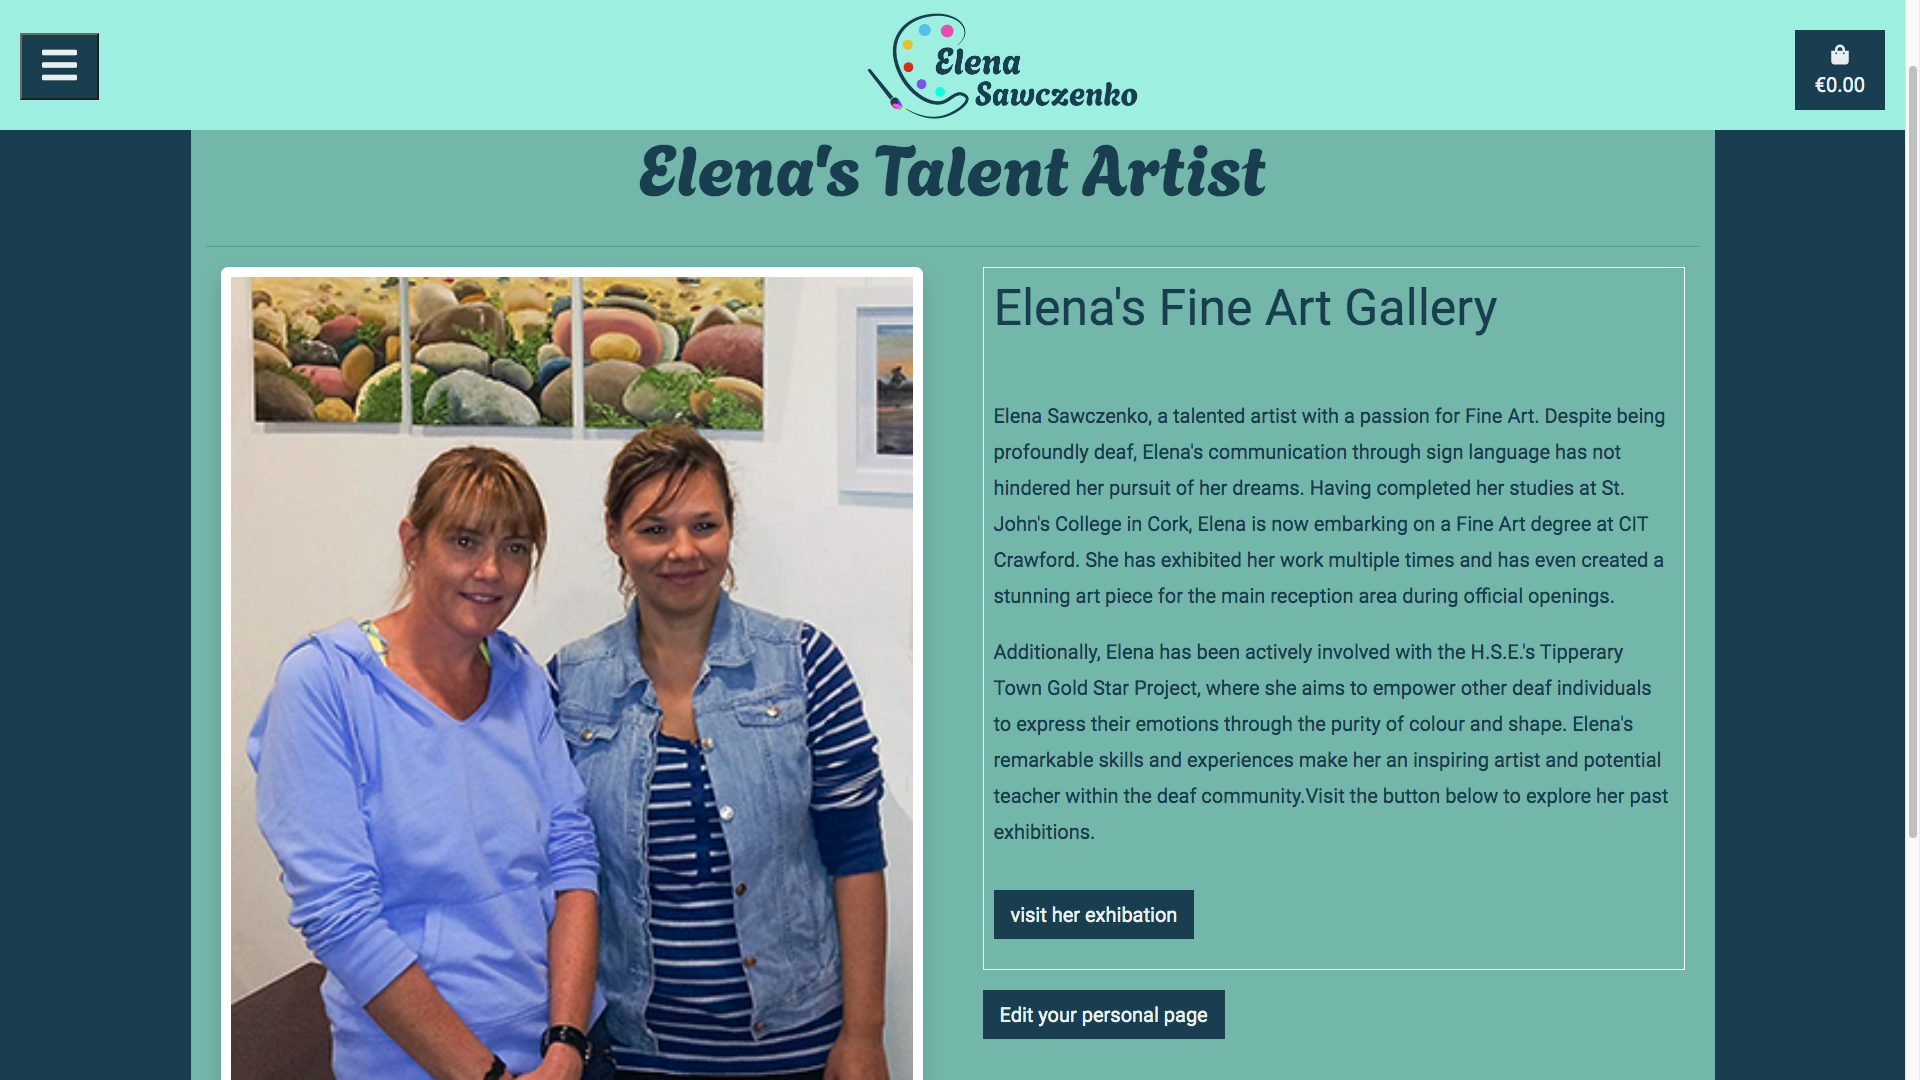 Elena
Sawczenko
€0.00
Elena's Talent Artist
Elena's Fine Art Gallery
Elena Sawczenko, a talented artist with a passion for Fine Art. Despite being
profoundly deaf, Elena's communication through sign language has not
hindered her pursuit of her dreams. Having completed her studies at St.
John's College in Cork, Elena is now embarking on a Fine Art degree at CIT
Crawford. She has exhibited her work multiple times and has even created a
stunning art piece for the main reception area during official openings.
Additionally, Elena has been actively involved with the H.S.E.'s Tipperary
Town Gold Star Project, where she aims to empower other deaf individuals
to express their emotions through the purity of colour and shape. Elena's
remarkable skills and experiences make her an inspiring artist and potential
teacher within the deaf community.Visit the button below to explore her past
exhibitions.
visit her exhibation
Edit your personal page